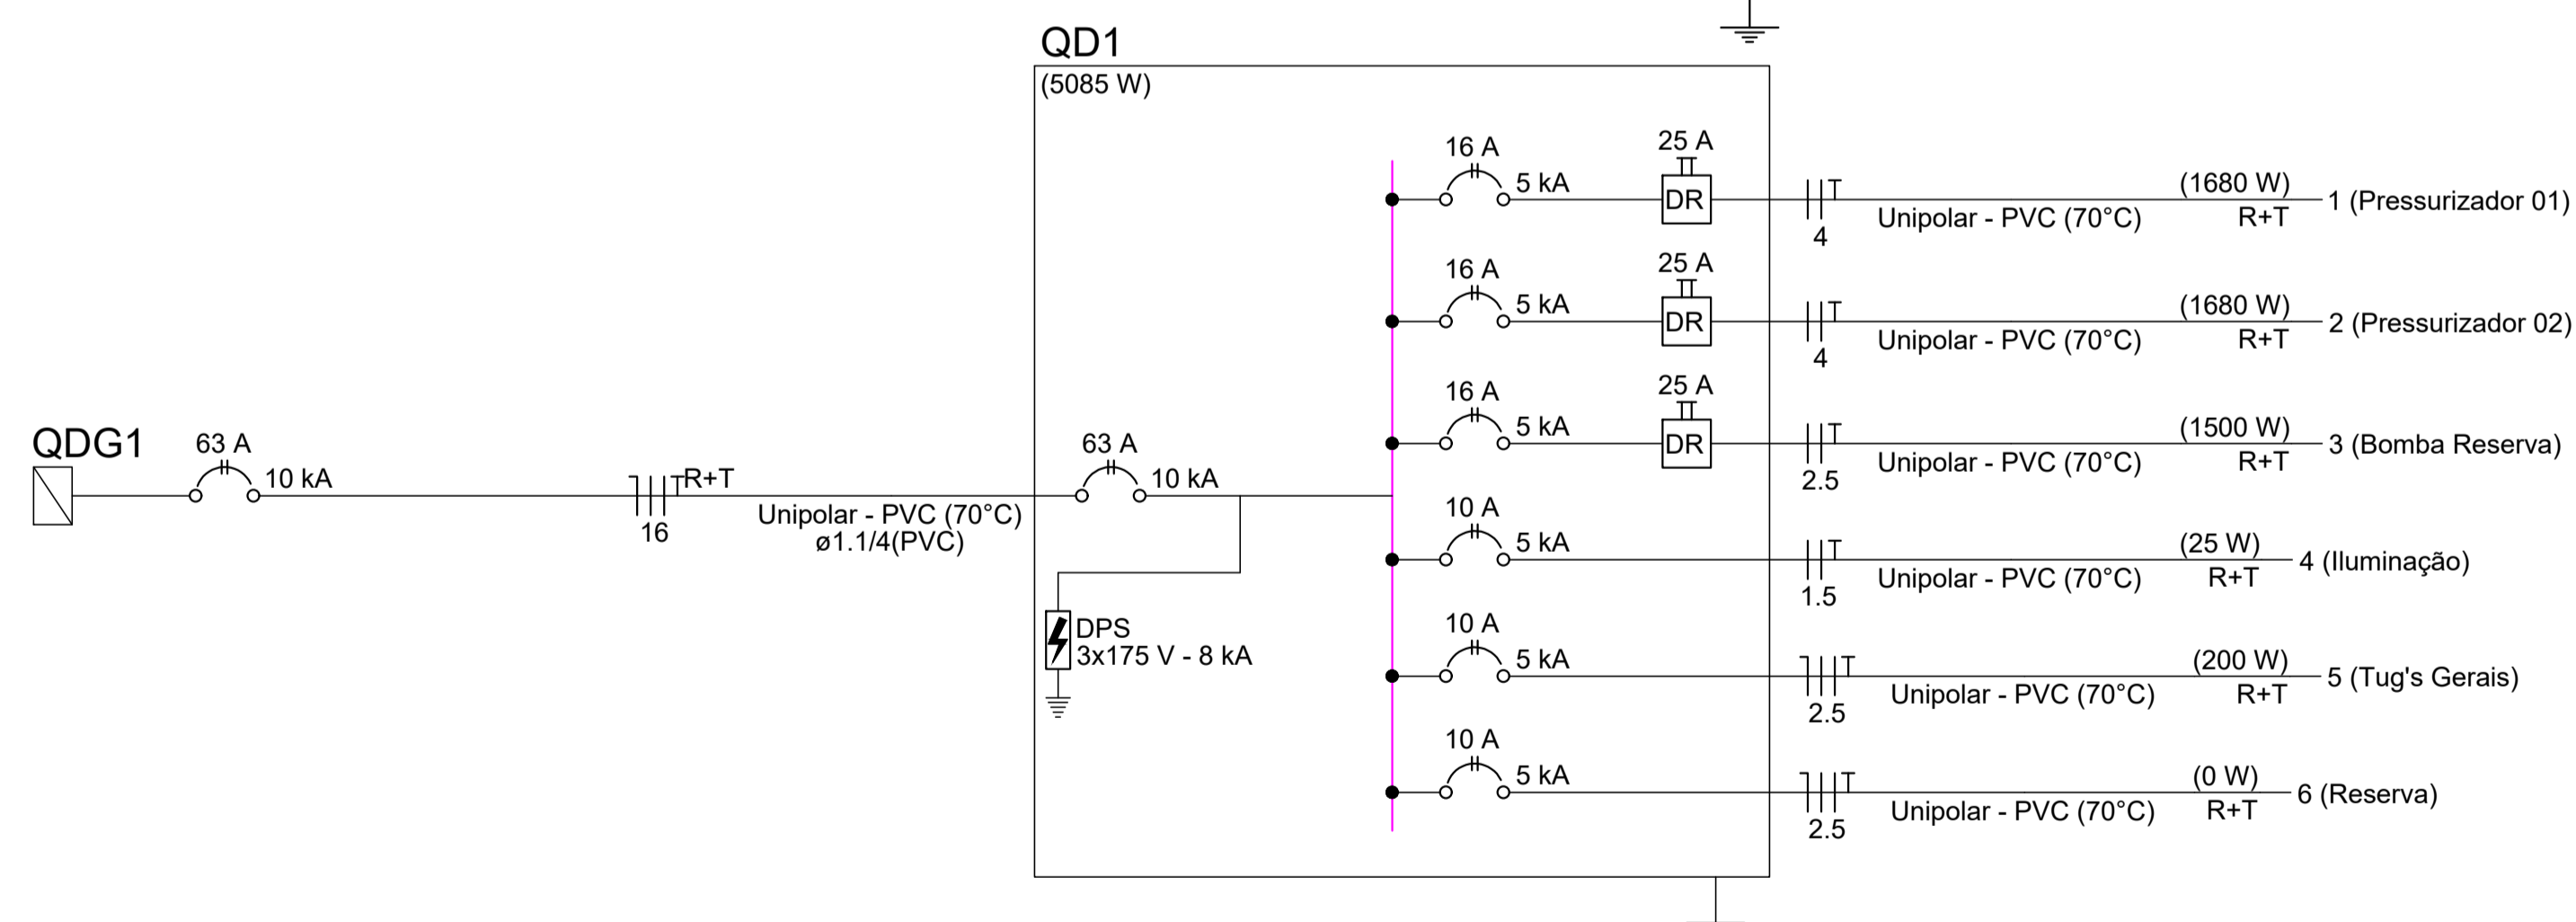 QD1
(5085 W)
16 A
5 kA
25 A
DR
4
Unipolar - PVC (70°C)
(1680 W)
R+T
1 (Pressurizador 01)
16 A
5 kA
25 A
DR
4
Unipolar - PVC (70°C)
(1680 W)
R+T
2 (Pressurizador 02)
16 A
5 kA
25 A
DR
2.5
Unipolar - PVC (70°C)
(1500 W)
R+T
3 (Bomba Reserva)
QDG1
63 A
10 kA
R+T
16
Unipolar - PVC (70°C)
ø1.1/4(PVC)
63 A
10 kA
10 A
5 kA
1.5
Unipolar - PVC (70°C)
(25 W)
R+T
4 (Iluminação)
DPS
3x175 V - 8 kA
10 A
5 kA
2.5
Unipolar - PVC (70°C)
(200 W)
R+T
5 (Tug's Gerais)
10 A
5 kA
2.5
Unipolar - PVC (70°C)
(0 W)
R+T
6 (Reserva)